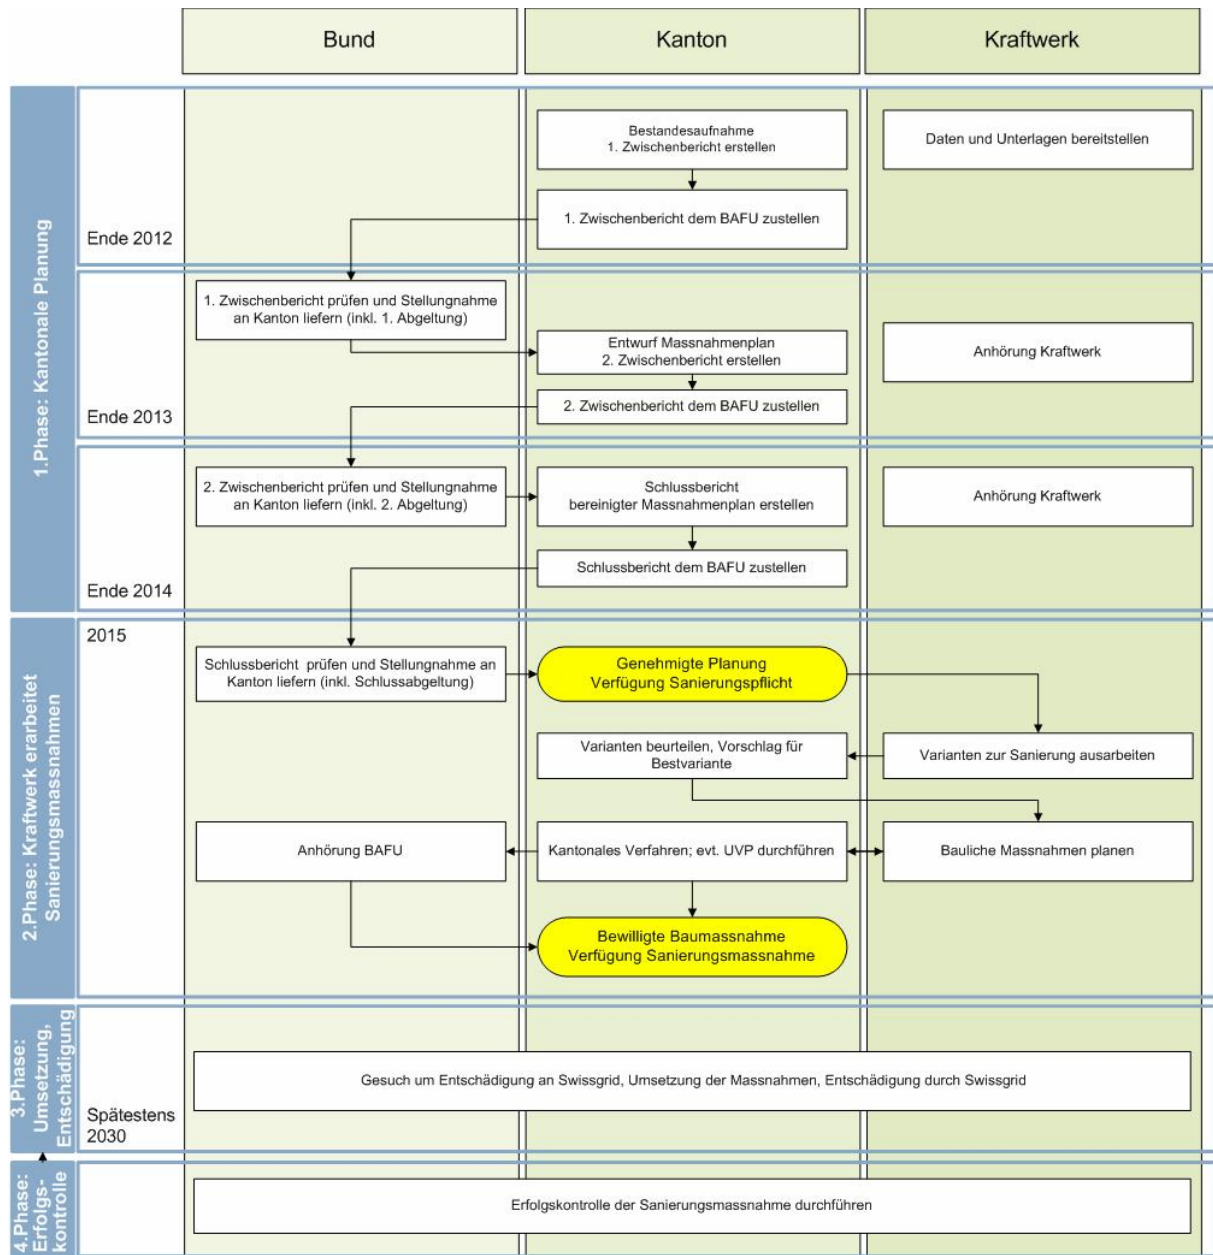 Bund
Kanton
Kraftwerk
1.Phase: Kantonale Planung
Bestandesaufnahme
1. Zwischenbericht erstellen
Daten und Unterlagen bereitstellen
1. Zwischenbericht dem BAFU zustellen
Ende 2012
1. Zwischenbericht prüfen und Stellungnahme
an Kanton liefern (inkl. 1. Abgeltung)
Entwurf Massnahmenplan
2. Zwischenbericht erstellen
Anhörung Kraftwerk
2. Zwischenbericht dem BAFU zustellen
Ende 2013
2. Zwischenbericht prüfen und Stellungnahme
an Kanton liefern (inkl. 2. Abgeltung)
Schlussbericht
bereinigter Massnahmenplan erstellen
Anhörung Kraftwerk
Schlussbericht dem BAFU zustellen
Ende 2014
2.Phase: Kraftwerk erarbeitet
Sanierungsmassnahmen
2015
Schlussbericht prüfen und Stellungnahme an
Kanton liefern (inkl. Schlussabgeltung)
Genehmigte Planung
Verfügung Sanierungspflicht
Varianten beurteilen, Vorschlag für
Bestvariante
Varianten zur Sanierung ausarbeiten
Anhörung BAFU
Kantonales Verfahren; evt. UVP durchführen
Bauliche Massnahmen planen
Bewilligte Baumassnahme
Verfügung Sanierungsmassnahme
3.Phase:
Umsetzung,
Entschädigung
Gesuch um Entschädigung an Swissgrid, Umsetzung der Massnahmen, Entschädigung durch Swissgrid
Spätestens
2030
4.Phase:
Erfolgs-
kontrolle
Erfolgskontrolle der Sanierungsmassnahme durchführen